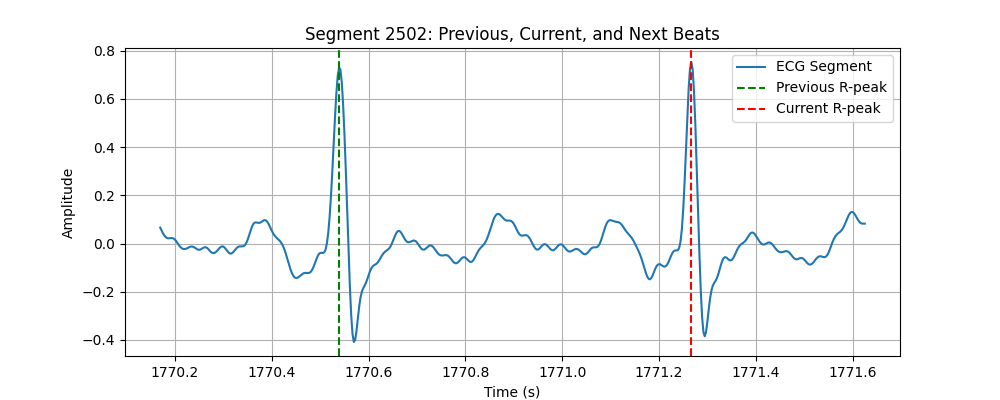 Segment 2502: Previous, Current, and Next Beats
ECG Segment
Previous R-peak
Current R-peak
Amplitude
0.8
0.6
0.4
0.2
0.0
−0.2
−0.4
1770.2 1770.4 1770.6 1770.8 1771.0 1771.2 1771.4 1771.6
Time (s)